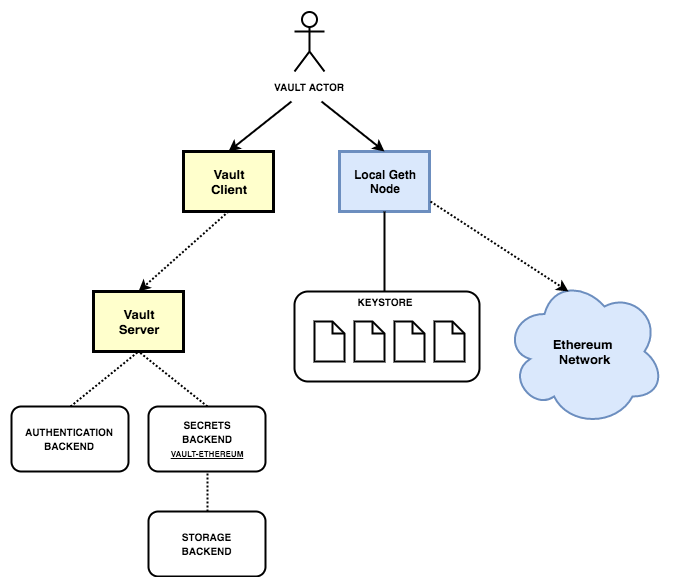 VAULT ACTOR
Vault
Client
Local Geth
Node
Vault
Server
KEYSTORE
Ethereum
Network
AUTHENTICATION
BACKEND
SECRETS
BACKEND
VAULT-ETHEREUM
STORAGE
BACKEND